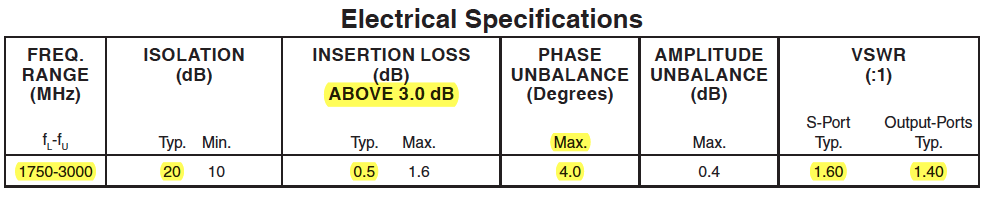 Electrical Specifications
FREQ. RANGE (MHz) ISOLATION (dB) INSERTION LOSS (dB) ABOVE 3.0 dB PHASE UNBALANCE (Degrees) AMPLITUDE UNBALANCE (dB) VSWR (:1)
S-Port Output-Ports
fL-fU Typ. Min. Typ. Max. Max. Max. Typ. Typ.
1750-3000 20 10 0.5 1.6 4.0 0.4 1.60 1.40